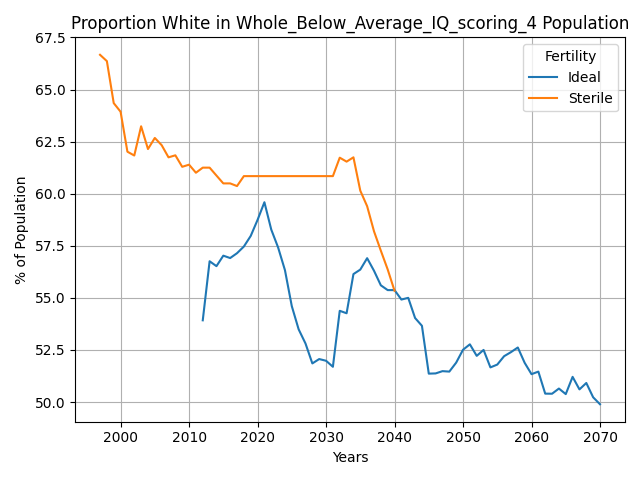 Proportion White in Whole_Below_Average_IQ_scoring_4 Population
67.5
65.0
62.5
60.0
57.5
55.0
52.5
50.0
% of Population
Fertility
Ideal
Sterile
2000 2010 2020 2030 2040 2050 2060 2070
Years